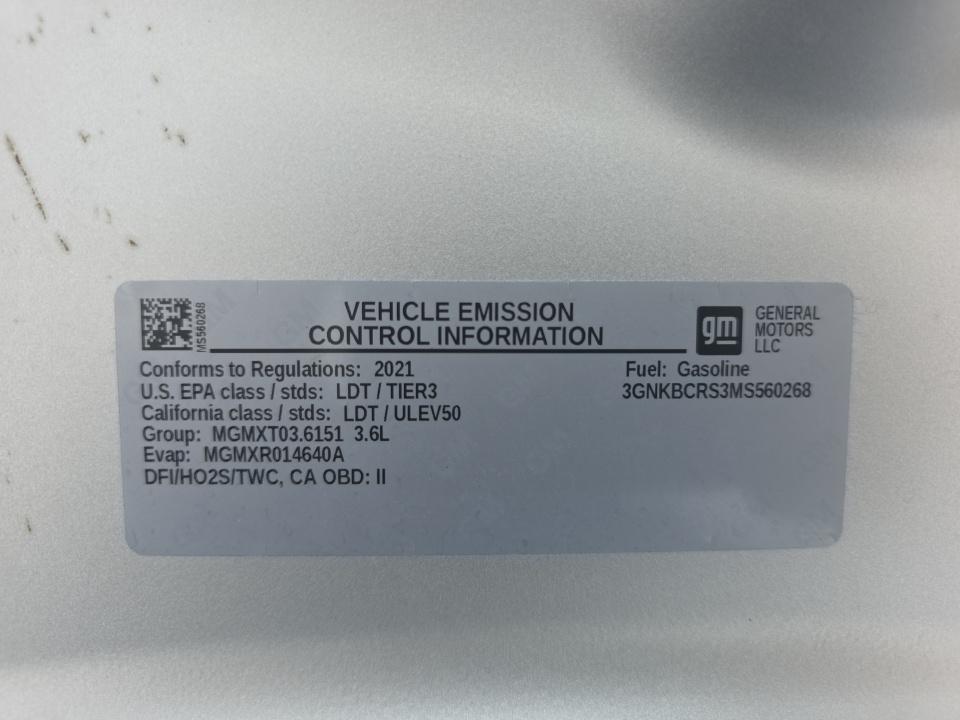 MS560268
VEHICLE EMISSION
CONTROL INFORMATION
gm
GENERAL
MOTORS
LLC
Conforms to Regulations: 2021
U.S. EPA class / stds: LDT / TIER3
California class / stds: LDT / ULEV50
Group: MGMXT03.6151 3.6L
Evap: MGMXR014640A
DFI/HO2S/TWC, CA OBD: II
Fuel: Gasoline
3GNKBCRS3MS560268